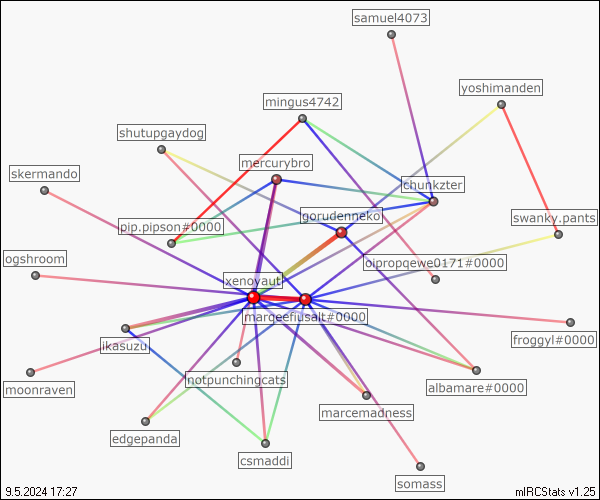 samuel4073
yoshimanden
mingus4742
shutupgaydog
mercurybro
skermando
chunkzter
gorudenneko
swanky.pants
pip.pipson#0000
ogshroom
oipropqewe0171#0000
xenoyaut
marqeefiusalt#0000
froggyl#0000
ikasuzu
notpunchingcats
moonraven
albamare#0000
marcemadness
edgepanda
csmaddi
somass
9.5.2024 17:27
mIRCStats v1.25